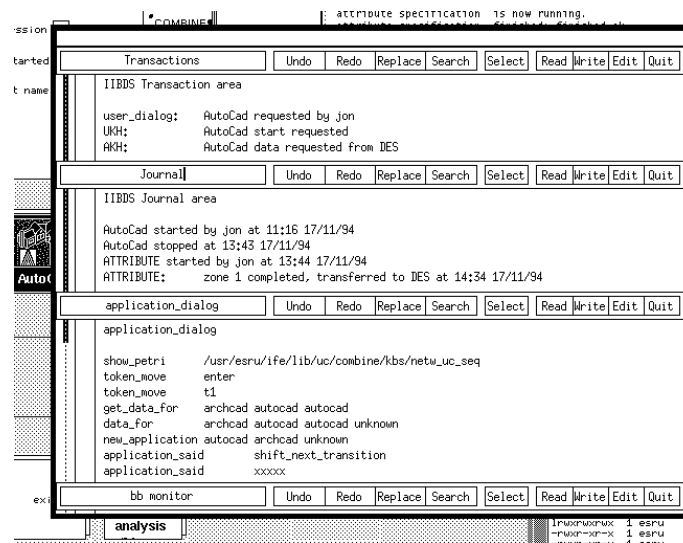 attribute specification is now running.
COMBINE
ssion
tarted
t name
Transactions Undo Redo Replace Search Select Read Write Edit Quit
IIBDS Transaction area
user_dialog: AutoCad requested by jon
UKH: AutoCad start requested
AKH: AutoCad data requested from DES
Journal Undo Redo Replace Search Select Read Write Edit Quit
IIBDS Journal area
AutoCad started by jon at 11:16 17/11/94
AutoCad stopped at 13:43 17/11/94
ATTRIBUTE started by jon at 13:44 17/11/94
ATTRIBUTE: zone 1 completed, transferred to DES at 14:34 17/11/94
AutoC
application_dialog Undo Redo Replace Search Select Read Write Edit Quit
application_dialog
show_petri /usr/esru/ife/lib/uc/combine/kbs/netw_uc_seq
token_move enter
token_move t1
get_data_for archcad autocad autocad
data_for archcad autocad autocad unknown
new_application autocad archcad unknown
application_said shift_next_transition
application_said xxxxx
exi
bb monitor Undo Redo Replace Search Select Read Write Edit Quit
analysis
lrwxrwxrwx 1 esru
-rwxr-xr-x 1 esru